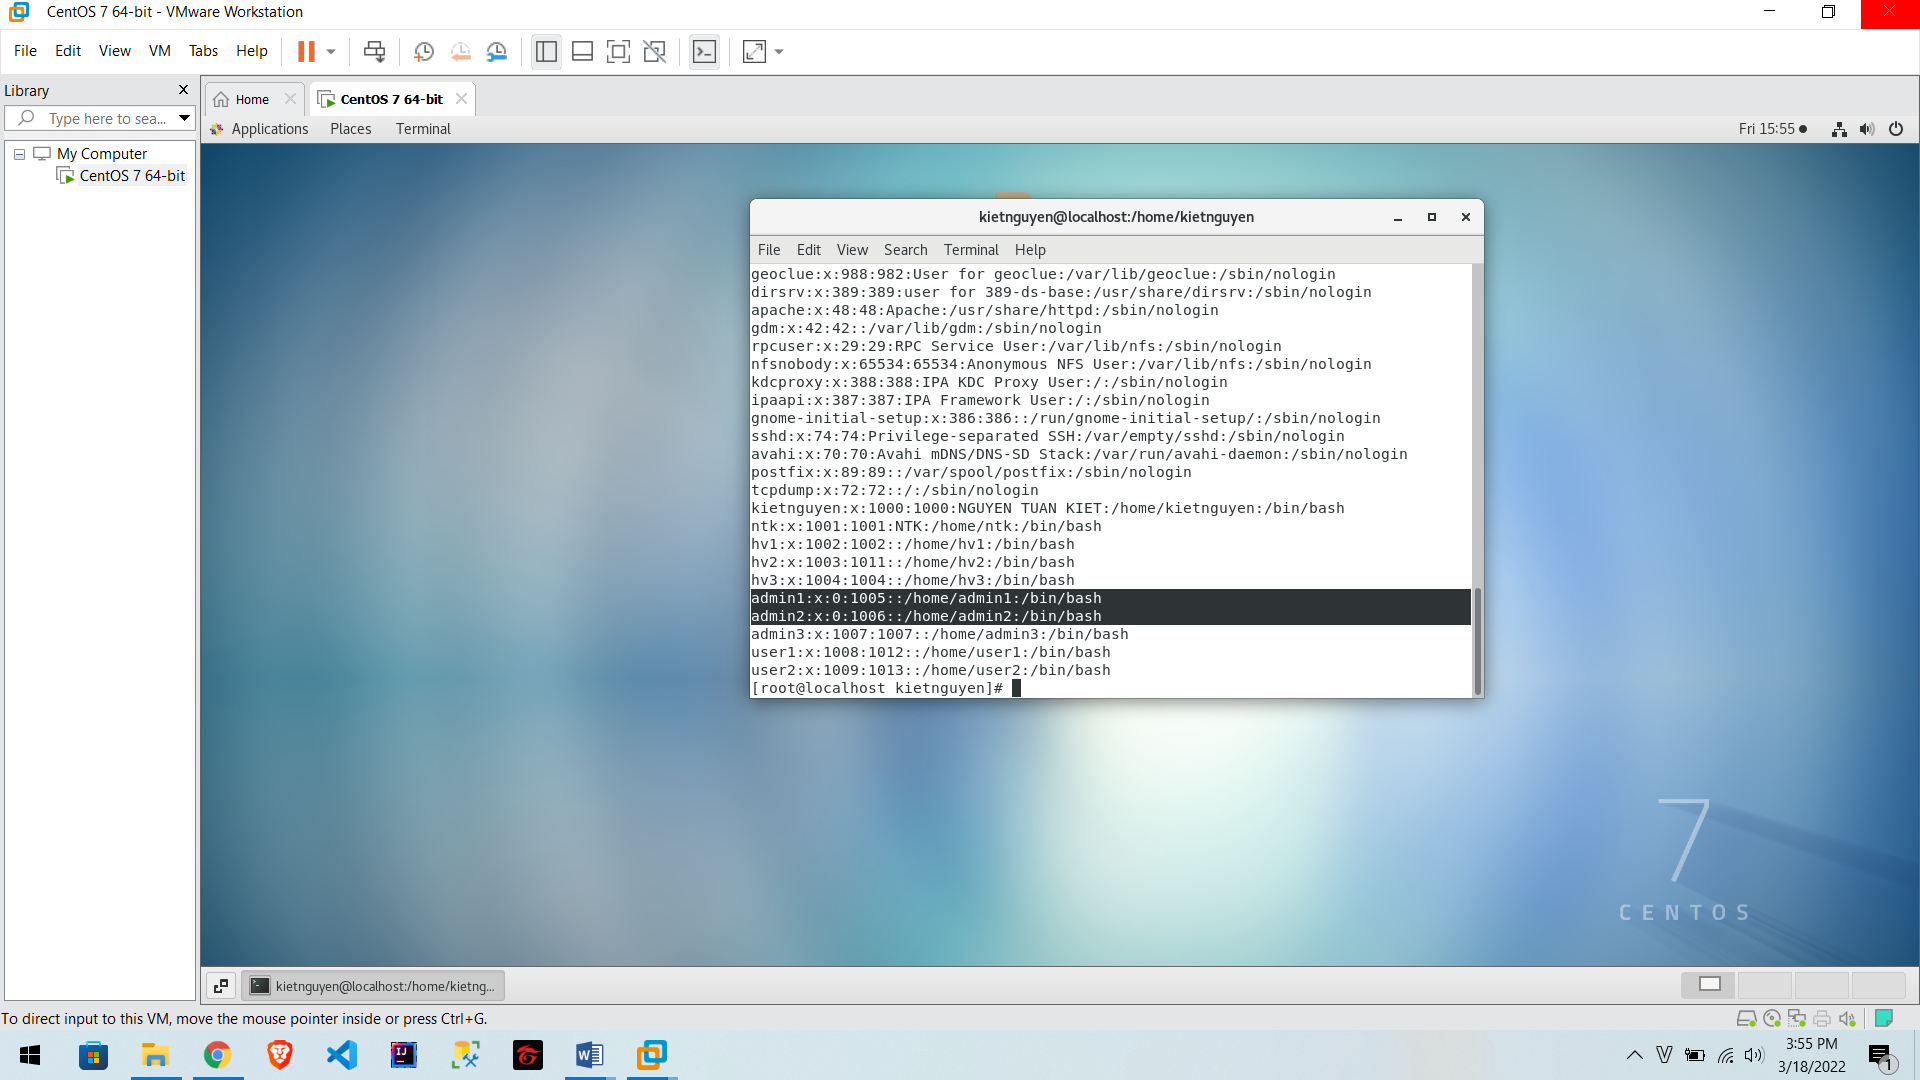 CentOS 7 64-bit - VMware Workstation
File Edit View VM Tabs Help
Library
Type here to sea...
My Computer
CentOS 7 64-bit
Home
CentOS 7 64-bit
Applications Places Terminal
Fri 15:55
kietnguyen@localhost:/home/kietnguyen
File Edit View Search Terminal Help
geoclue:x:988:982:User for geoclue:/var/lib/geoclue:/sbin/nologin
dirsrv:x:389:389:user for 389-ds-base:/usr/share/dirsrv:/sbin/nologin
apache:x:48:48:Apache:/usr/share/httpd:/sbin/nologin
gdm:x:42:42::/var/lib/gdm:/sbin/nologin
rpcuser:x:29:29:RPC Service User:/var/lib/nfs:/sbin/nologin
nfsnobody:x:65534:65534:Anonymous NFS User:/var/lib/nfs:/sbin/nologin
kdcproxy:x:388:388:IPA KDC Proxy User:/:/sbin/nologin
ipaapi:x:387:387:IPA Framework User:/:/sbin/nologin
gnome-initial-setup:x:386:386::/run/gnome-initial-setup/:/sbin/nologin
sshd:x:74:74:Privilege-separated SSH:/var/empty/sshd:/sbin/nologin
avahi:x:70:70:Avahi mDNS/DNS-SD Stack:/var/run/avahi-daemon:/sbin/nologin
postfix:x:89:89::/var/spool/postfix:/sbin/nologin
tcpdump:x:72:72::/:/sbin/nologin
kietnguyen:x:1000:1000:NGUYEN TUAN KIET:/home/kietnguyen:/bin/bash
ntk:x:1001:1001:NTK:/home/ntk:/bin/bash
hv1:x:1002:1002::/home/hv1:/bin/bash
hv2:x:1003:1011::/home/hv2:/bin/bash
hv3:x:1004:1004::/home/hv3:/bin/bash
admin1:x:0:1005::/home/admin1:/bin/bash
admin2:x:0:1006::/home/admin2:/bin/bash
admin3:x:1007:1007::/home/admin3:/bin/bash
user1:x:1008:1012::/home/user1:/bin/bash
user2:x:1009:1013::/home/user2:/bin/bash
[root@localhost kietnguyen]#
7
CENTOS
kietnguyen@localhost:/home/kietng...
To direct input to this VM, move the mouse pointer inside or press Ctrl+G.
IJ
W
V
3:55 PM
3/18/2022
1